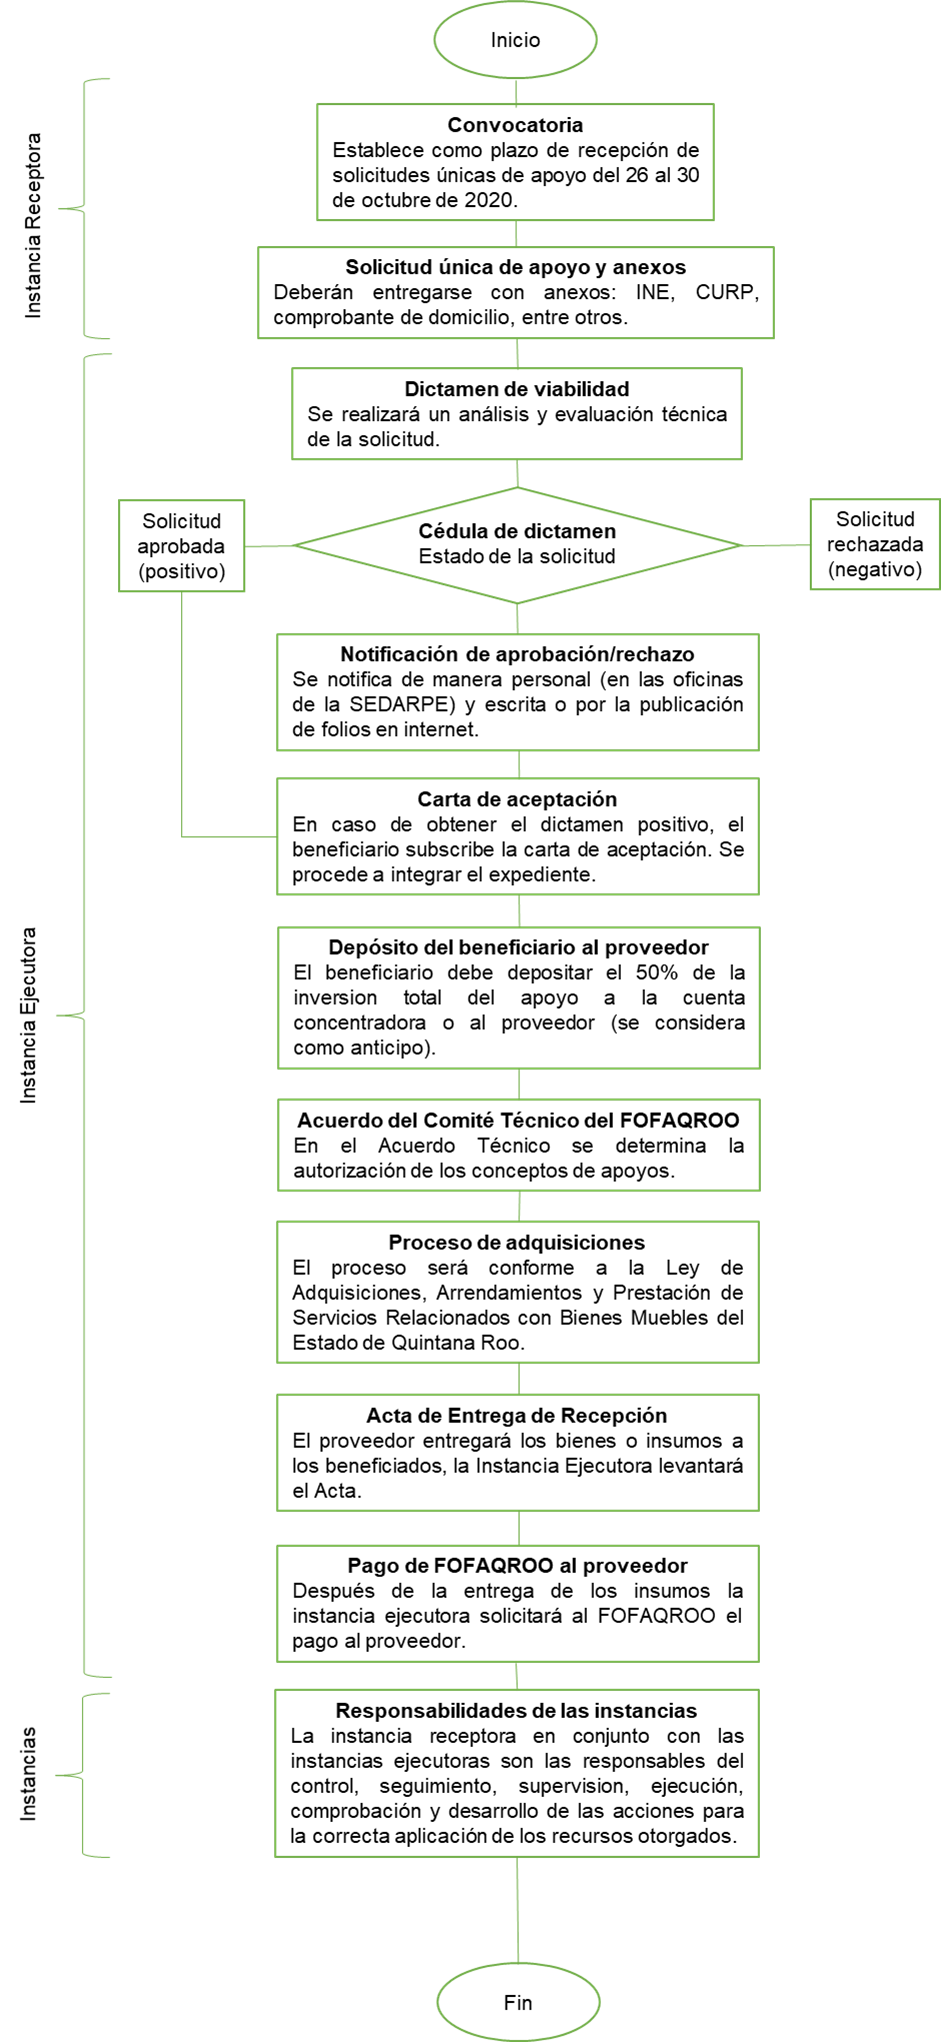 Inicio
Instancia Receptora
Convocatoria
Establece como plazo de recepción de
solicitudes únicas de apoyo del 26 al 30
de octubre de 2020.
Solicitud única de apoyo y anexos
Deberán entregarse con anexos: INE, CURP,
comprobante de domicilio, entre otros.
Instancia Ejecutora
Dictamen de viabilidad
Se realizará un análisis y evaluación técnica
de la solicitud.
Solicitud
aprobada
(positivo)
Cédula de dictamen
Estado de la solicitud
Solicitud
rechazada
(negativo)
Notificación de aprobación/rechazo
Se notifica de manera personal (en las oficinas
de la SEDARPE) y escrita o por la publicación
de folios en internet.
Carta de aceptación
En caso de obtener el dictamen positivo, el
beneficiario subscribe la carta de aceptación. Se
procede a integrar el expediente.
Depósito del beneficiario al proveedor
El beneficiario debe depositar el 50% de la
inversion total del apoyo a la cuenta
concentradora o al proveedor (se considera
como anticipo).
Acuerdo del Comité Técnico del FOFAQROO
En el Acuerdo Técnico se determina la
autorización de los conceptos de apoyos.
Proceso de adquisiciones
El proceso será conforme a la Ley de
Adquisiciones, Arrendamientos y Prestación de
Servicios Relacionados con Bienes Muebles del
Estado de Quintana Roo.
Acta de Entrega de Recepción
El proveedor entregará los bienes o insumos a
los beneficiados, la Instancia Ejecutora levantará
el Acta.
Pago de FOFAQROO al proveedor
Después de la entrega de los insumos la
instancia ejecutora solicitará al FOFAQROO el
pago al proveedor.
Instancias
Responsabilidades de las instancias
La instancia receptora en conjunto con las
instancias ejecutoras son las responsables del
control, seguimiento, supervision, ejecución,
comprobación y desarrollo de las acciones para
la correcta aplicación de los recursos otorgados.
Fin